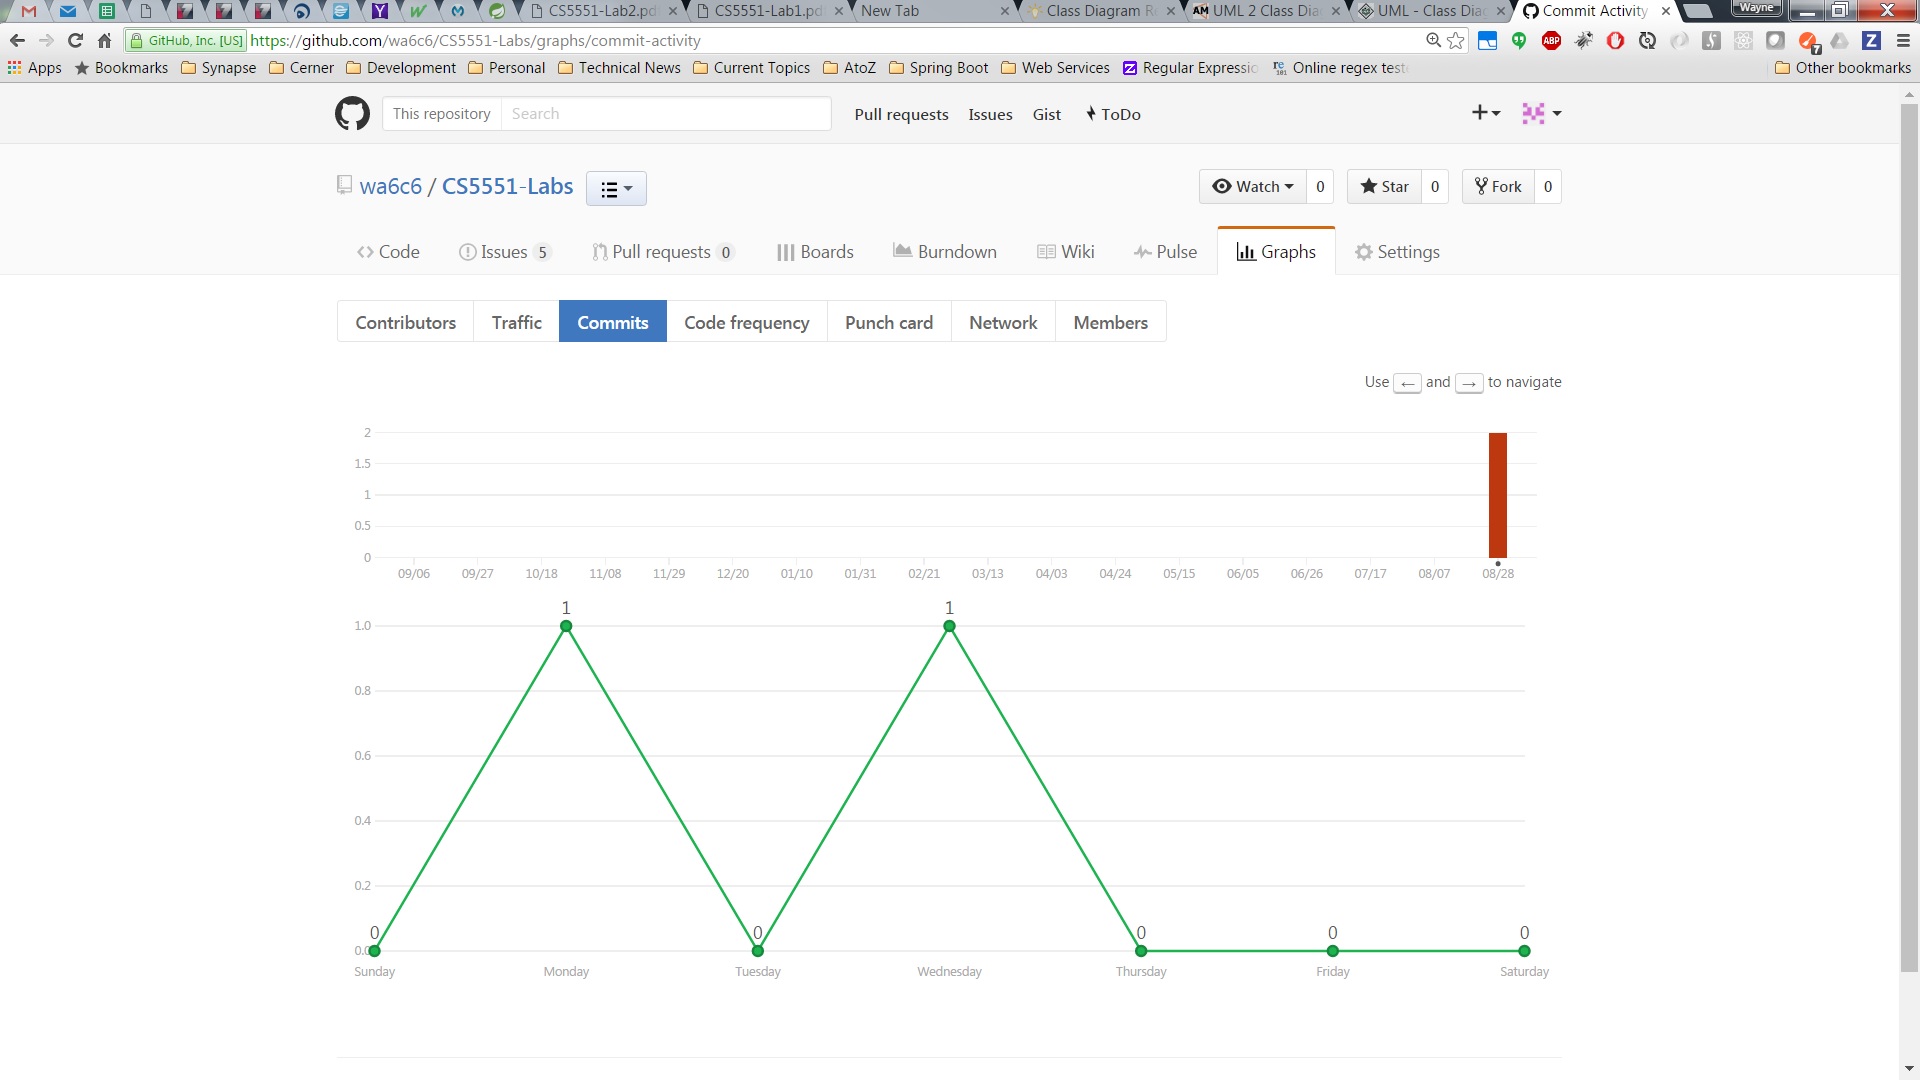 CS5551-Lab2.pd
CS5551-Lab1.pd
New Tab
Class Diagram R
UML 2 Class Dia
UML - Class Dia
Commit Activity
Wayne
GitHub, Inc. [US] https://github.com/wa6c6/CS5551-Labs/graphs/commit-activity
ABP
7
Z
Apps
Bookmarks
Synapse
Cerner
Development
Personal
Technical News
Current Topics
AtoZ
Spring Boot
Web Services
Regular Expressio
Online regex test
Other bookmarks
This repository
Search
Pull requests
Issues
Gist
ToDo
wa6c6 / CS5551-Labs
Watch 0
Star 0
Fork 0
Code
Issues 5
Pull requests 0
Boards
Burndown
Wiki
Pulse
Graphs
Settings
Contributors
Traffic
Commits
Code frequency
Punch card
Network
Members
Use ← and → to navigate
2
1.5
1
0.5
0
09/06 09/27 10/18 11/08 11/29 12/20 01/10 01/31 02/21 03/13 04/03 04/24 05/15 06/05 06/26 07/17 08/07 08/28
1 1
1.0
0.8
0.6
0.4
0.2
0 0 0 0 0
0.0
Sunday Monday Tuesday Wednesday Thursday Friday Saturday